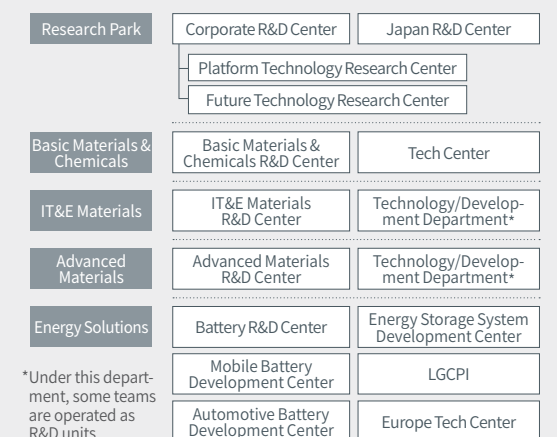 Research Park
Corporate R&D Center
Japan R&D Center
Platform Technology Research Center
Future Technology Research Center
Basic Materials &
Chemicals
Basic Materials &
Chemicals R&D Center
Tech Center
IT&E Materials
IT&E Materials
R&D Center
Technology/Develop-
ment Department*
Advanced
Materials
Advanced Materials
R&D Center
Technology/Develop-
ment Department*
Energy Solutions
Battery R&D Center
Energy Storage System
Development Center
Mobile Battery
Development Center
LGCPI
Automotive Battery
Development Center
Europe Tech Center
*Under this depart-
ment, some teams
are operated as
R&D units